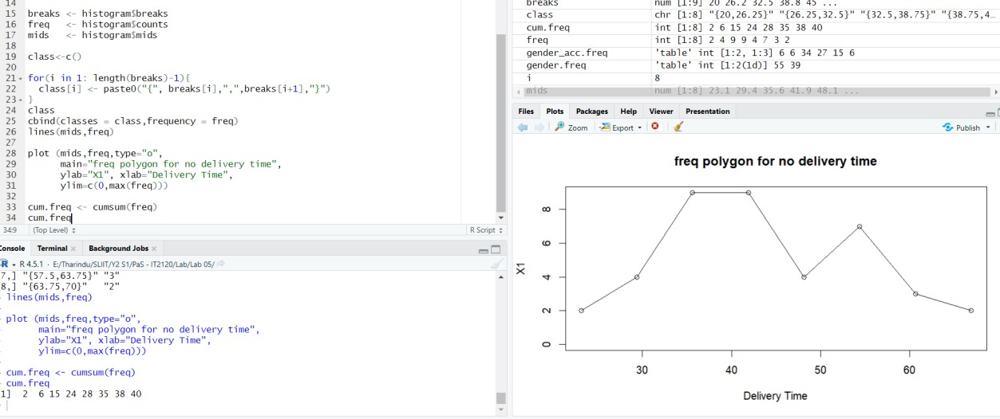 14
15 breaks <- histogram$breaks
16 freq   <- histogram$counts
17 mids   <- histogram$mids
18
19 class<-c()
20
21 for(i in 1: length(breaks)-1){
22   class[i] <- paste0("{", breaks[i],",",breaks[i+1],"}")
23 }
24 class
25 cbind(classes = class,frequency = freq)
26 lines(mids,freq)
27
28 plot (mids,freq,type="o",
29       main="freq polygon for no delivery time",
30       ylab="X1", xlab="Delivery Time",
31       ylim=c(0,max(freq)))
32
33 cum.freq <- cumsum(freq)
34 cum.freq
34:9 (Top Level) R Script
Console Terminal Background Jobs
R R 4.5.1 · E:/Tharindu/SLIIT/Y2 S1/PaS - IT2120/Lab/Lab 05/
7,] "{57.5,63.75}" "3"
8,] "{63.75,70}"   "2"
lines(mids,freq)
plot (mids,freq,type="o",
      main="freq polygon for no delivery time",
      ylab="X1", xlab="Delivery Time",
      ylim=c(0,max(freq)))
cum.freq <- cumsum(freq)
cum.freq
1]  2  6 15 24 28 35 38 40
breaks num [1:9] 20 26.2 32.5 38.8 45 ...
class chr [1:8] "{20,26.25}" "{26.25,32.5}" "{32.5,38.75}" "{38.75,4…
cum.freq int [1:8] 2 6 15 24 28 35 38 40
freq int [1:8] 2 4 9 9 4 7 3 2
gender_acc.freq 'table' int [1:2, 1:3] 6 6 34 27 15 6
gender.freq 'table' int [1:2(1d)] 55 39
i 8
mids num [1:8] 23.1 29.4 35.6 41.9 48.1 ...
Files Plots Packages Help Viewer Presentation
Zoom Export Publish
freq polygon for no delivery time
X1
8
6
4
2
0
30 40 50 60
Delivery Time